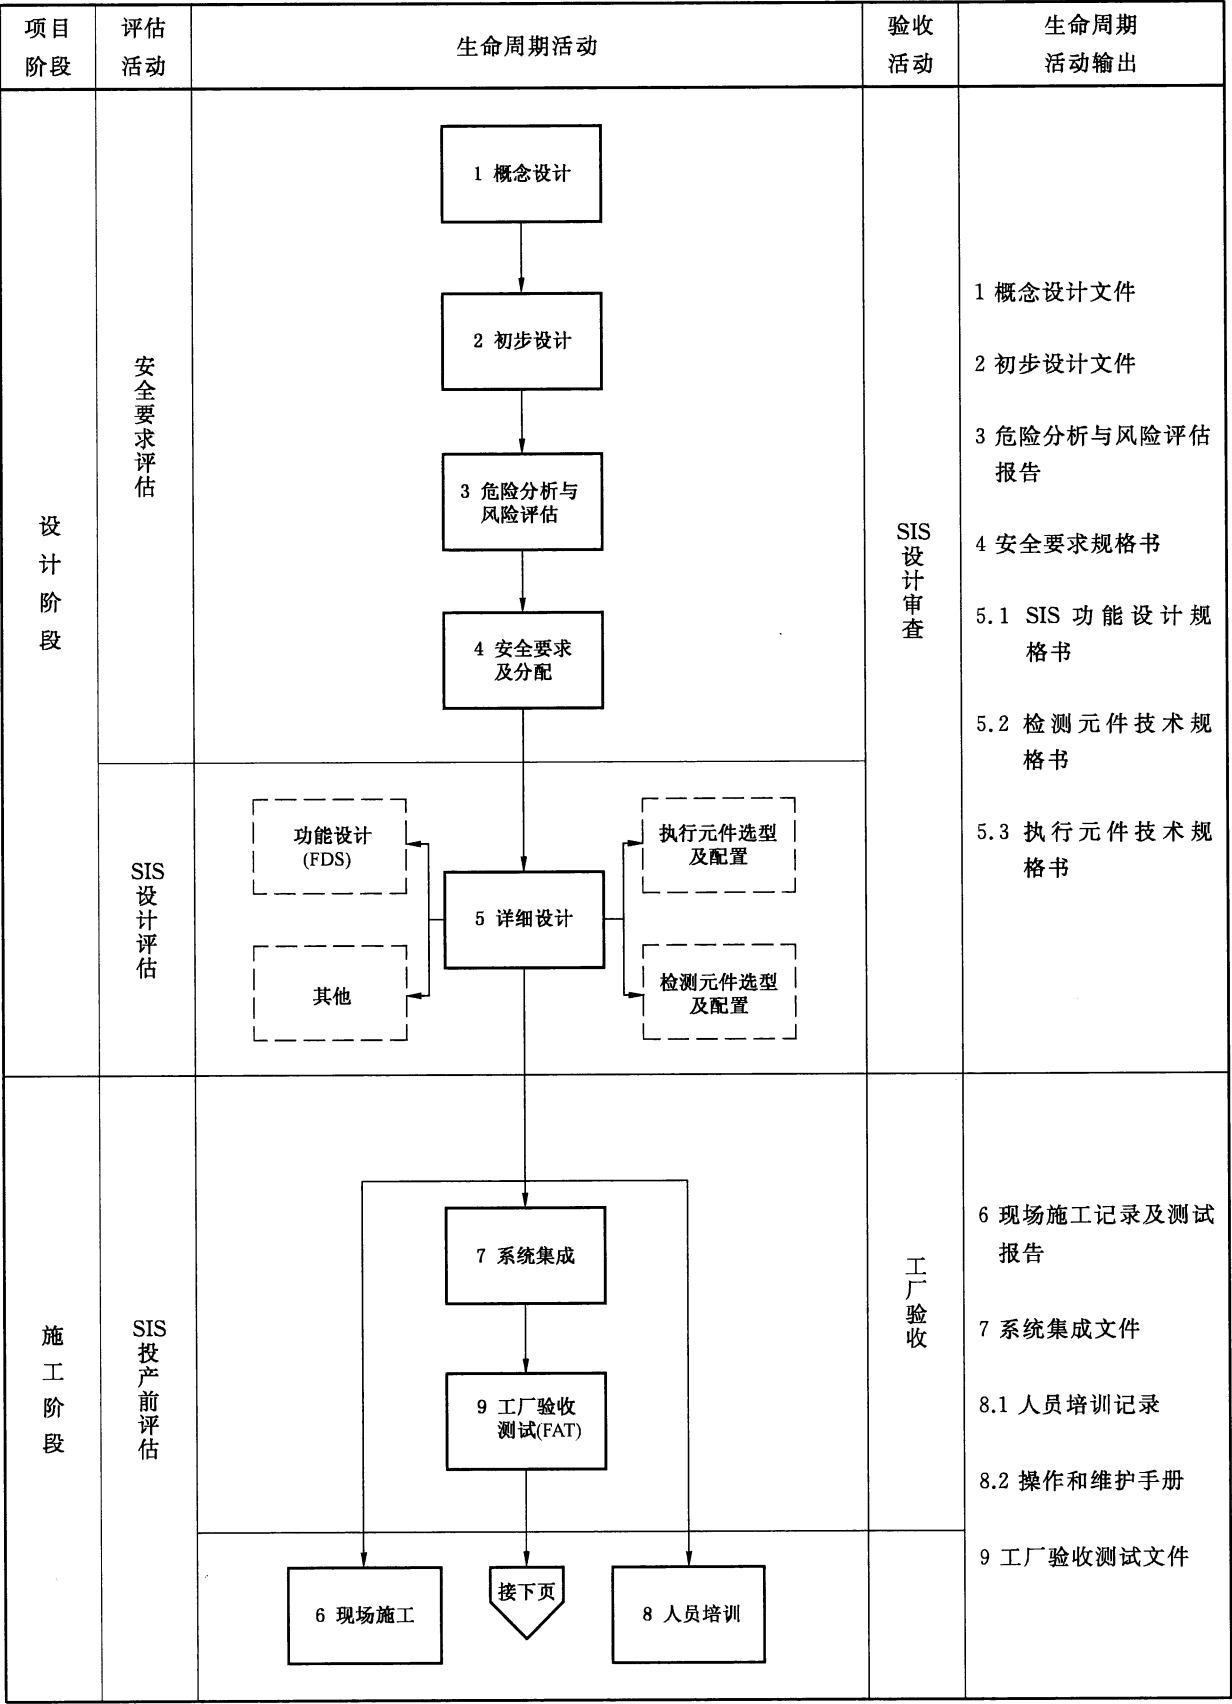 项目
阶段
评估
活动
生命周期活动
验收
活动
生命周期
活动输出
设计阶段
安全要求评估
1 概念设计
2 初步设计
3 危险分析与
风险评估
4 安全要求
及分配
SIS
设计评估
功能设计
(FDS)
执行元件选型
及配置
5 详细设计
其他
检测元件选型
及配置
SIS
设计审查
1 概念设计文件
2 初步设计文件
3 危险分析与风险评估
报告
4 安全要求规格书
5.1 SIS 功能设计规
格书
5.2 检测元件技术规
格书
5.3 执行元件技术规
格书
施工阶段
SIS
投产前评估
7 系统集成
9 工厂验收
测试(FAT)
6 现场施工
接下页
8 人员培训
工厂验收
6 现场施工记录及测试
报告
7 系统集成文件
8.1 人员培训记录
8.2 操作和维护手册
9 工厂验收测试文件